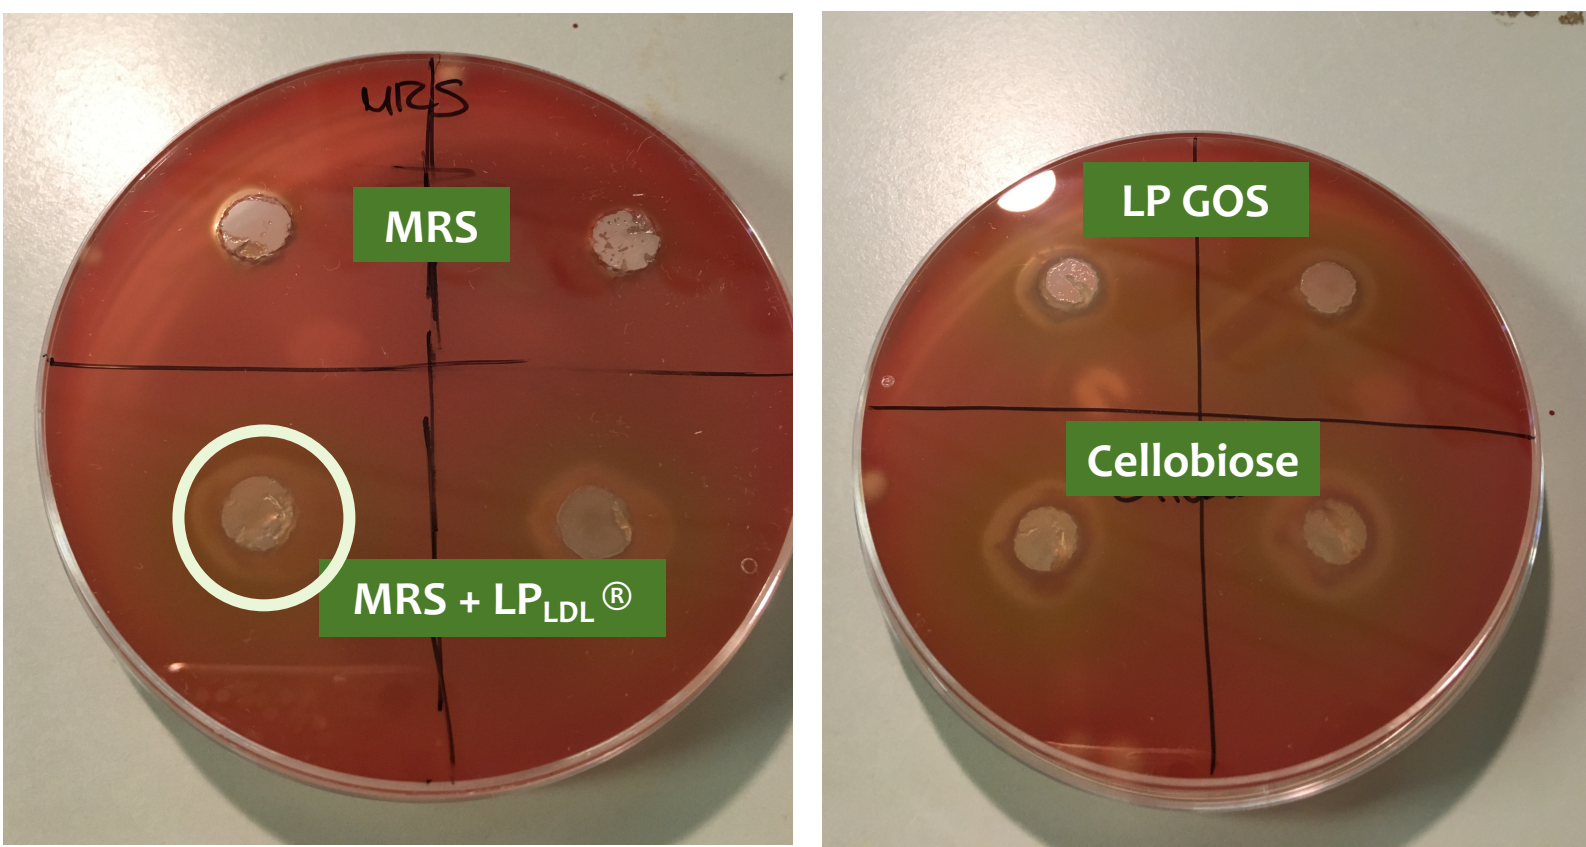 MRS
MRS
MRS + LPLDL ®
LP GOS
Cellobiose